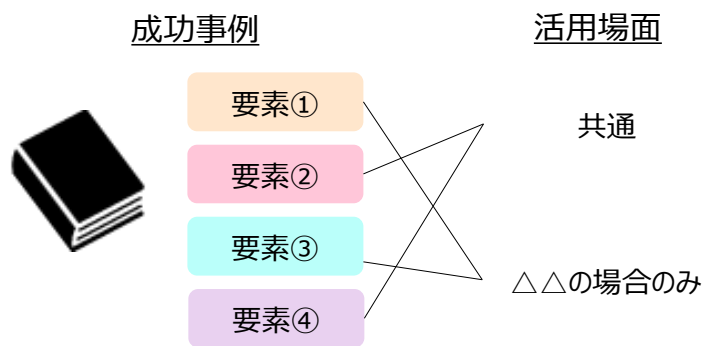 成功事例
活用場面
要素①
要素②
要素③
要素④
共通
△△の場合のみ